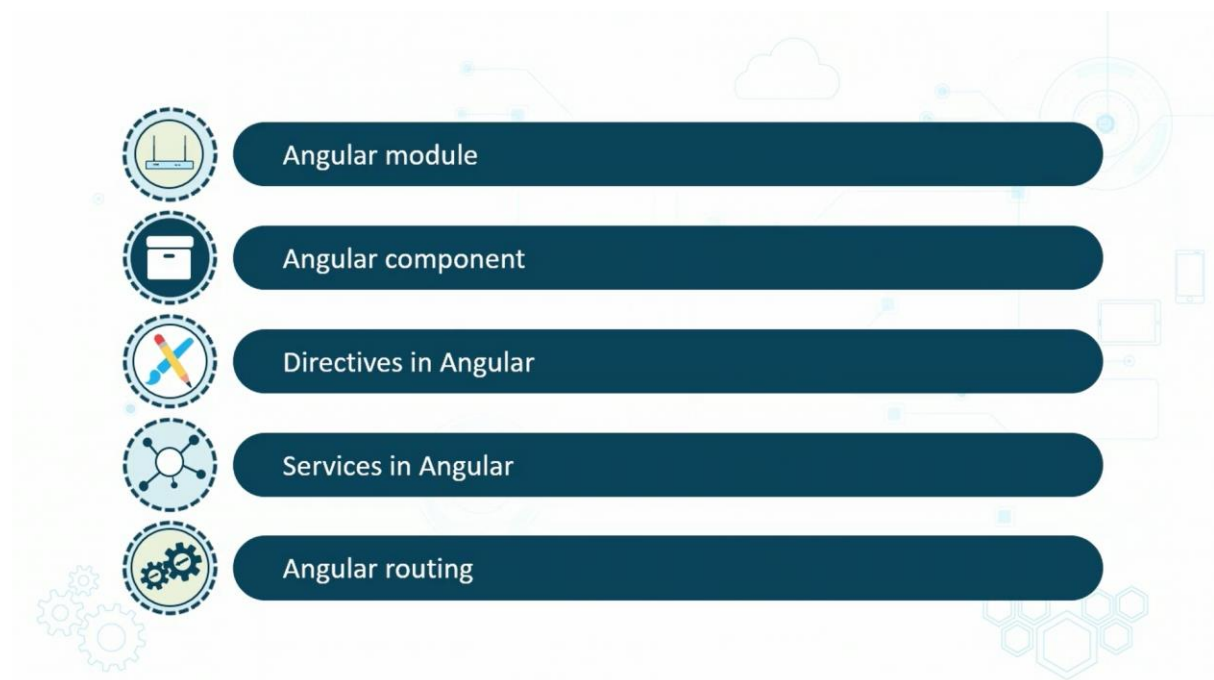 Angular module
Angular component
Directives in Angular
Services in Angular
Angular routing